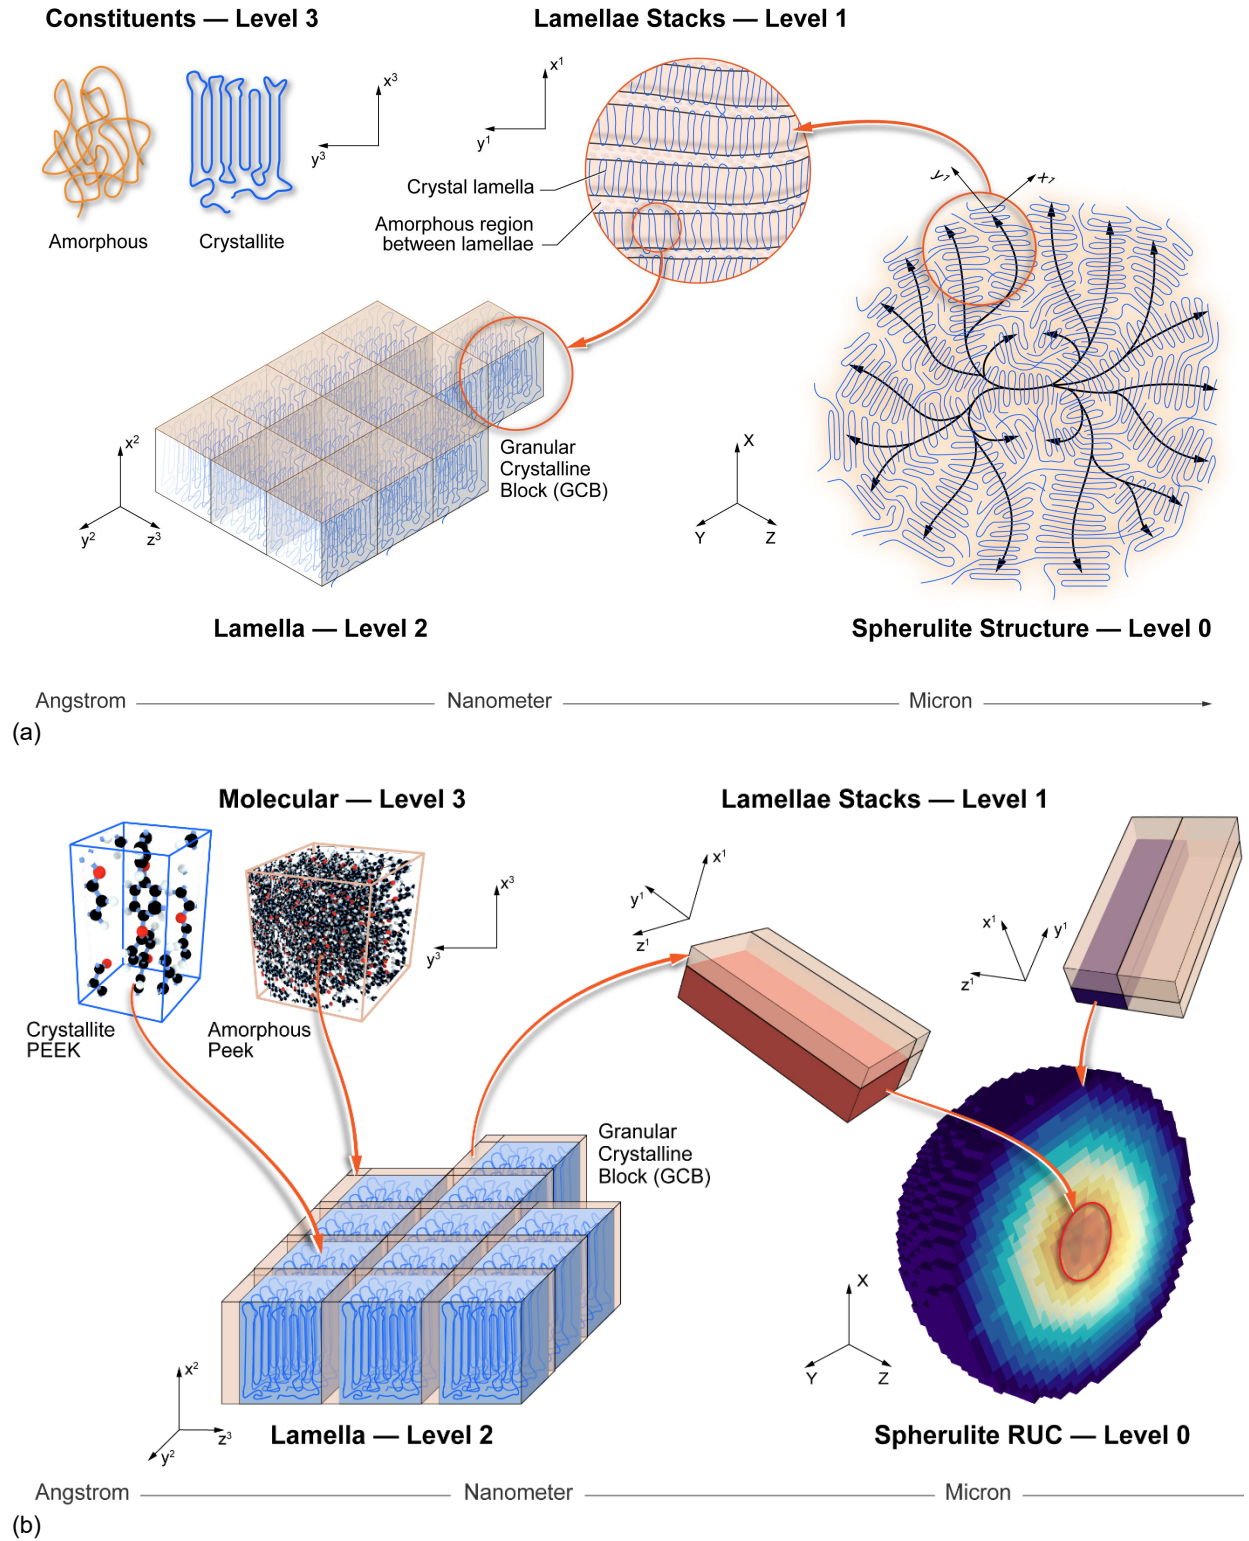 Constituents — Level 3
Lamellae Stacks — Level 1
x³
y³
x¹
y¹
Crystal lamella
Amorphous region
between lamellae
Amorphous
Crystallite
y₁
x₁
Granular
Crystalline
Block (GCB)
x²
y²
z³
X
Y
Z
Lamella — Level 2
Spherulite Structure — Level 0
Angstrom
Nanometer
Micron
(a)
Molecular — Level 3
Lamellae Stacks — Level 1
x³
y³
x¹
y¹
z¹
x¹
y¹
z¹
Crystallite
PEEK
Amorphous
Peek
Granular
Crystalline
Block (GCB)
X
Y
Z
x²
z³
y²
Lamella — Level 2
Spherulite RUC — Level 0
Angstrom
Nanometer
Micron
(b)